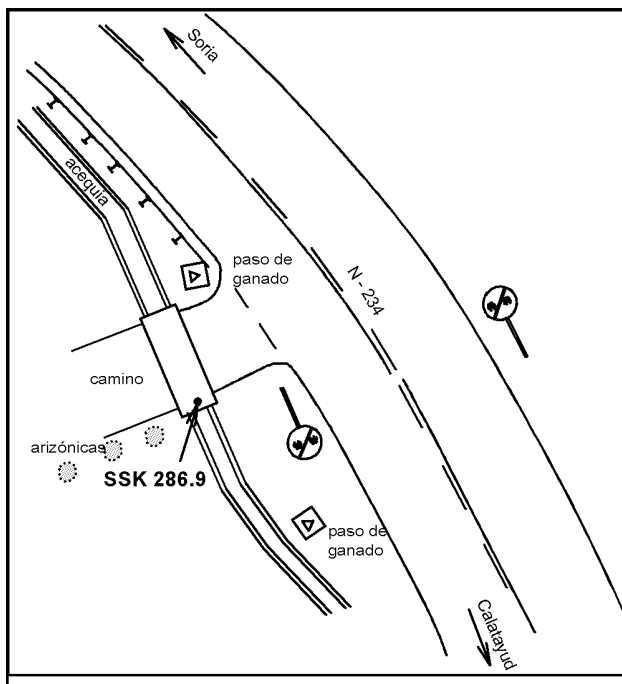 Soria
acequia
paso de
ganado
N - 234
camino
arizónicas
SSK 286.9
paso de
ganado
Calatayud